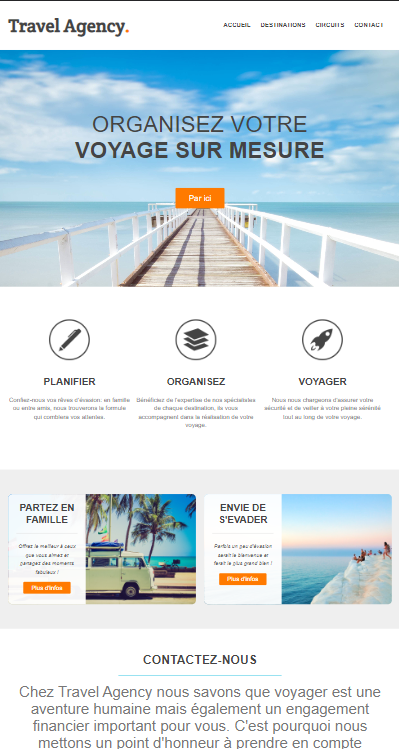 Travel Agency.
ACCUEIL DESTINATIONS CIRCUITS CONTACT
ORGANISEZ VOTRE
VOYAGE SUR MESURE
Par ici
PLANIFIER
Confiez-nous vos rêves d'évasion: en famille
ou entre amis, nous trouverons la formule
qui comblera vos attentes.
ORGANISEZ
Bénéficiez de l'expertise de nos spécialistes
de chaque destination, ils vous
accompagnent dans la réalisation de votre
voyage.
VOYAGER
Nous nous chargeons d'assurer votre
sécurité et de veiller à votre pleine sérénité
tout au long de votre voyage.
PARTEZ EN
FAMILLE
Offrez le meilleur à ceux
que vous aimez et
partagez des moments
fabuleux !
Plus d'infos
ENVIE DE
S'EVADER
Parfois un peu d'évasion
serait le bienvenue et
ferait le plus grand bien !
Plus d'infos
CONTACTEZ-NOUS
Chez Travel Agency nous savons que voyager est une
aventure humaine mais également un engagement
financier important pour vous. C'est pourquoi nous
mettons un point d'honneur à prendre en compte